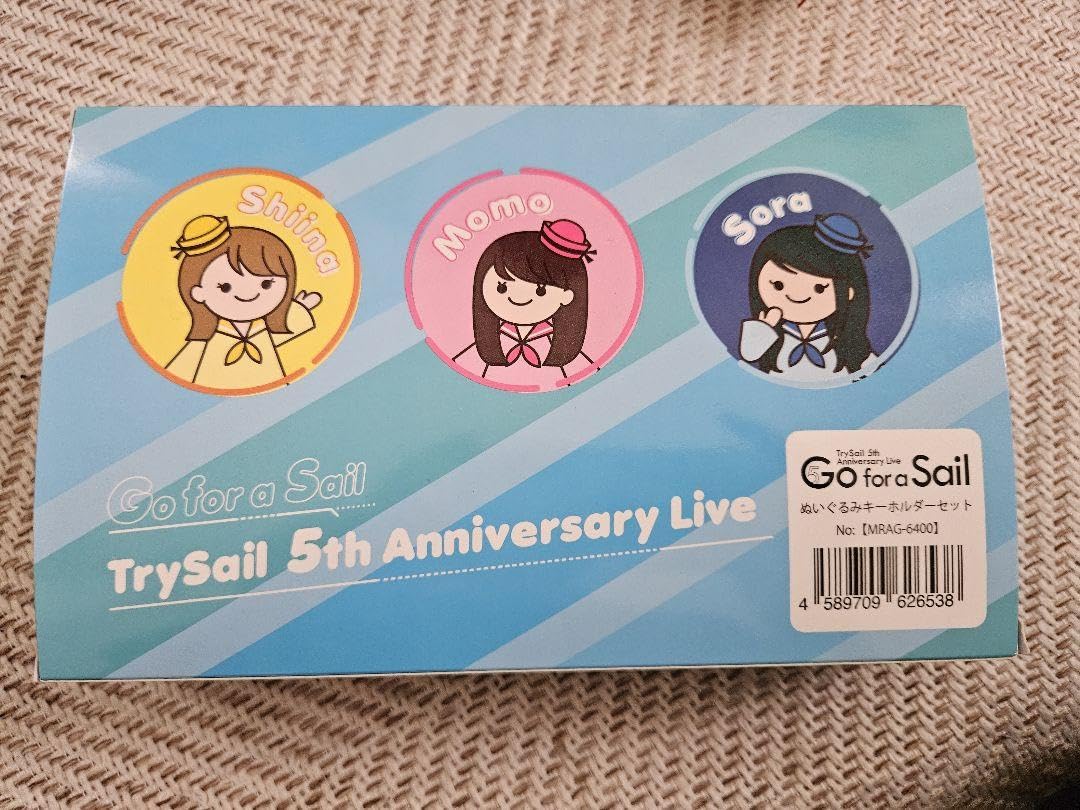 Shiina
Momo
Sora
Go for a Sail
TrySail 5th Anniversary Live
TrySail 5th
Anniversary Live
Go for a Sail
ぬいぐるみキーホルダーセット
No:【MRAG-6400】
4 589709 626538